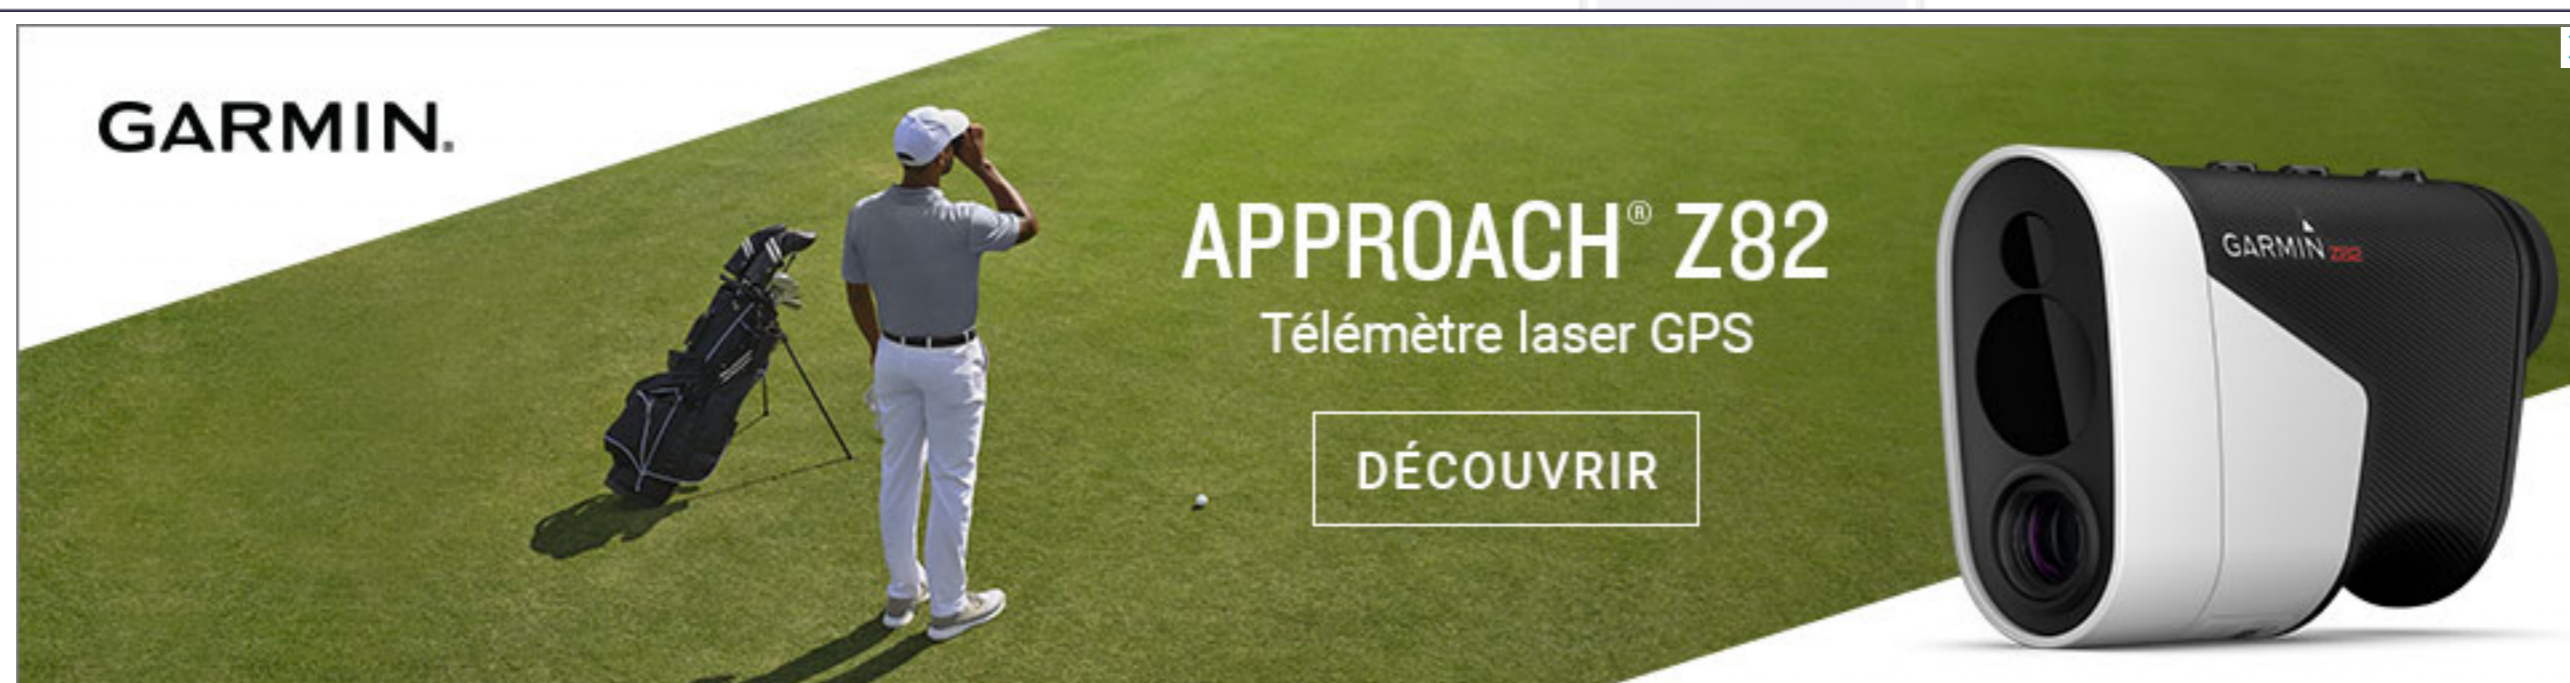 GARMIN.
APPROACH® Z82
Télémètre laser GPS
DÉCOUVRIR
GARMIN Z82